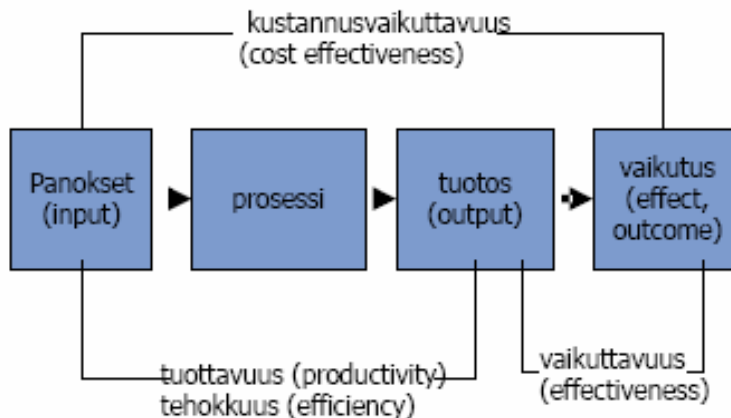 kustannusvaikuttavuus
(cost effectiveness)
Panokset
(input)
prosessi
tuotos
(output)
vaikutus
(effect,
outcome)
tuottavuus (productivity)
tehokkuus (efficiency)
vaikuttavuus
(effectiveness)